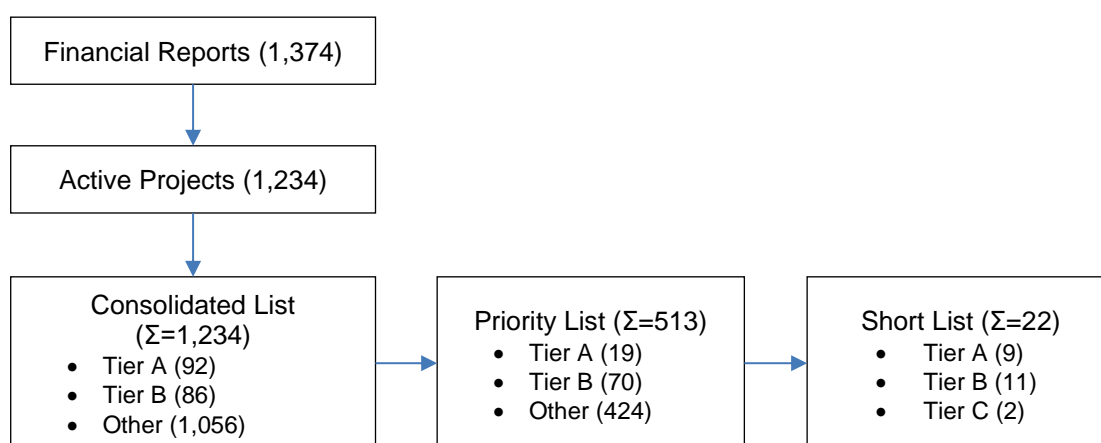 Financial Reports (1,374)
Active Projects (1,234)
Consolidated List
(Σ=1,234)
• Tier A (92)
• Tier B (86)
• Other (1,056)
Priority List (Σ=513)
• Tier A (19)
• Tier B (70)
• Other (424)
Short List (Σ=22)
• Tier A (9)
• Tier B (11)
• Tier C (2)